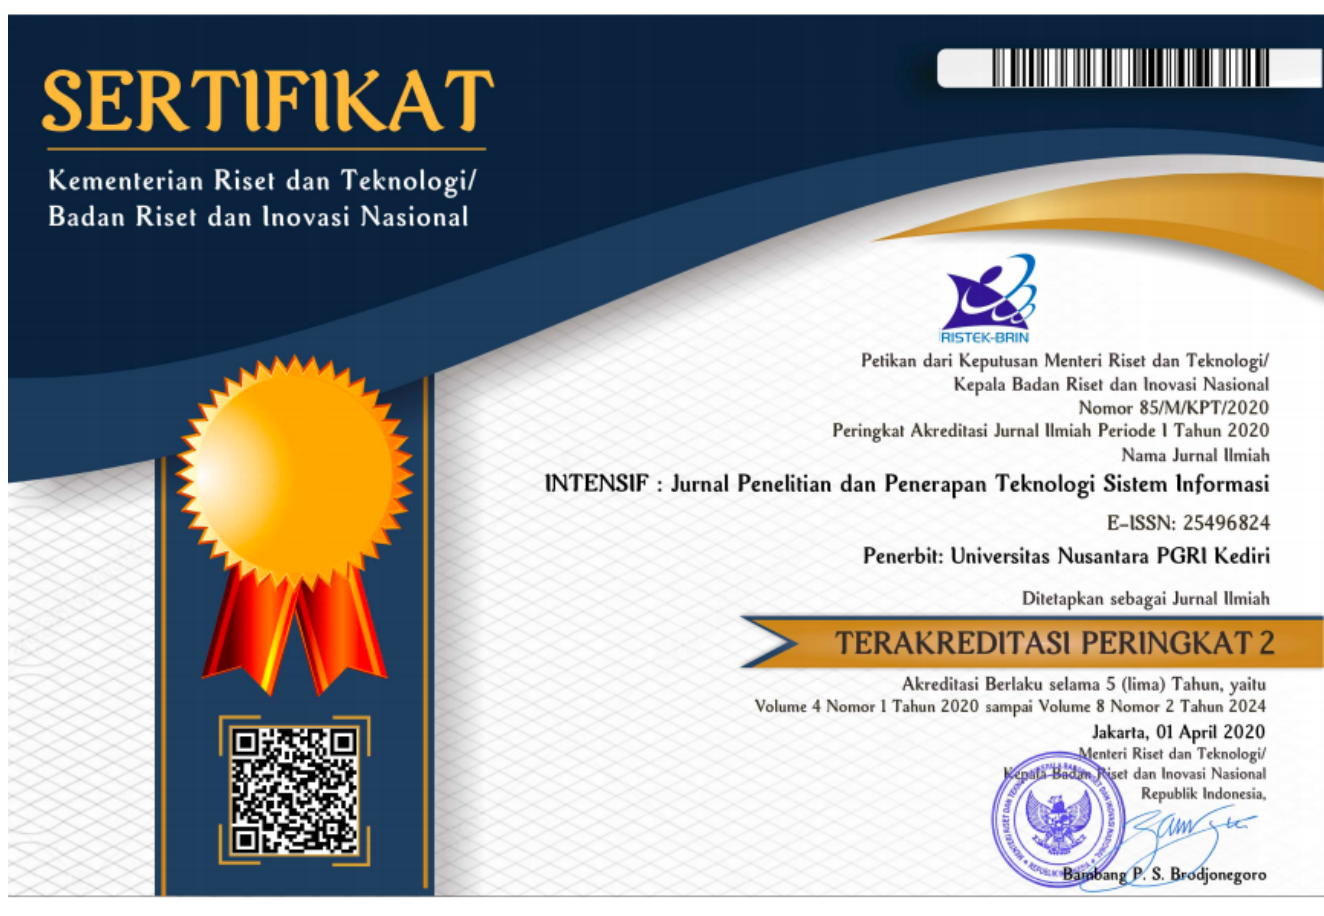 SERTIFIKAT
Kementerian Riset dan Teknologi/
Badan Riset dan Inovasi Nasional
RISTEK-BRIN
Petikan dari Keputusan Menteri Riset dan Teknologi/
Kepala Badan Riset dan Inovasi Nasional
Nomor 85/M/KPT/2020
Peringkat Akreditasi Jurnal Ilmiah Periode I Tahun 2020
Nama Jurnal Ilmiah
INTENSIF : Jurnal Penelitian dan Penerapan Teknologi Sistem Informasi
E-ISSN: 25496824
Penerbit: Universitas Nusantara PGRI Kediri
Ditetapkan sebagai Jurnal Ilmiah
TERAKREDITASI PERINGKAT 2
Akreditasi Berlaku selama 5 (lima) Tahun, yaitu
Volume 4 Nomor 1 Tahun 2020 sampai Volume 8 Nomor 2 Tahun 2024
Jakarta, 01 April 2020
Menteri Riset dan Teknologi/
Kepala Badan Riset dan Inovasi Nasional
Republik Indonesia,
Bambang P. S. Brodjonegoro